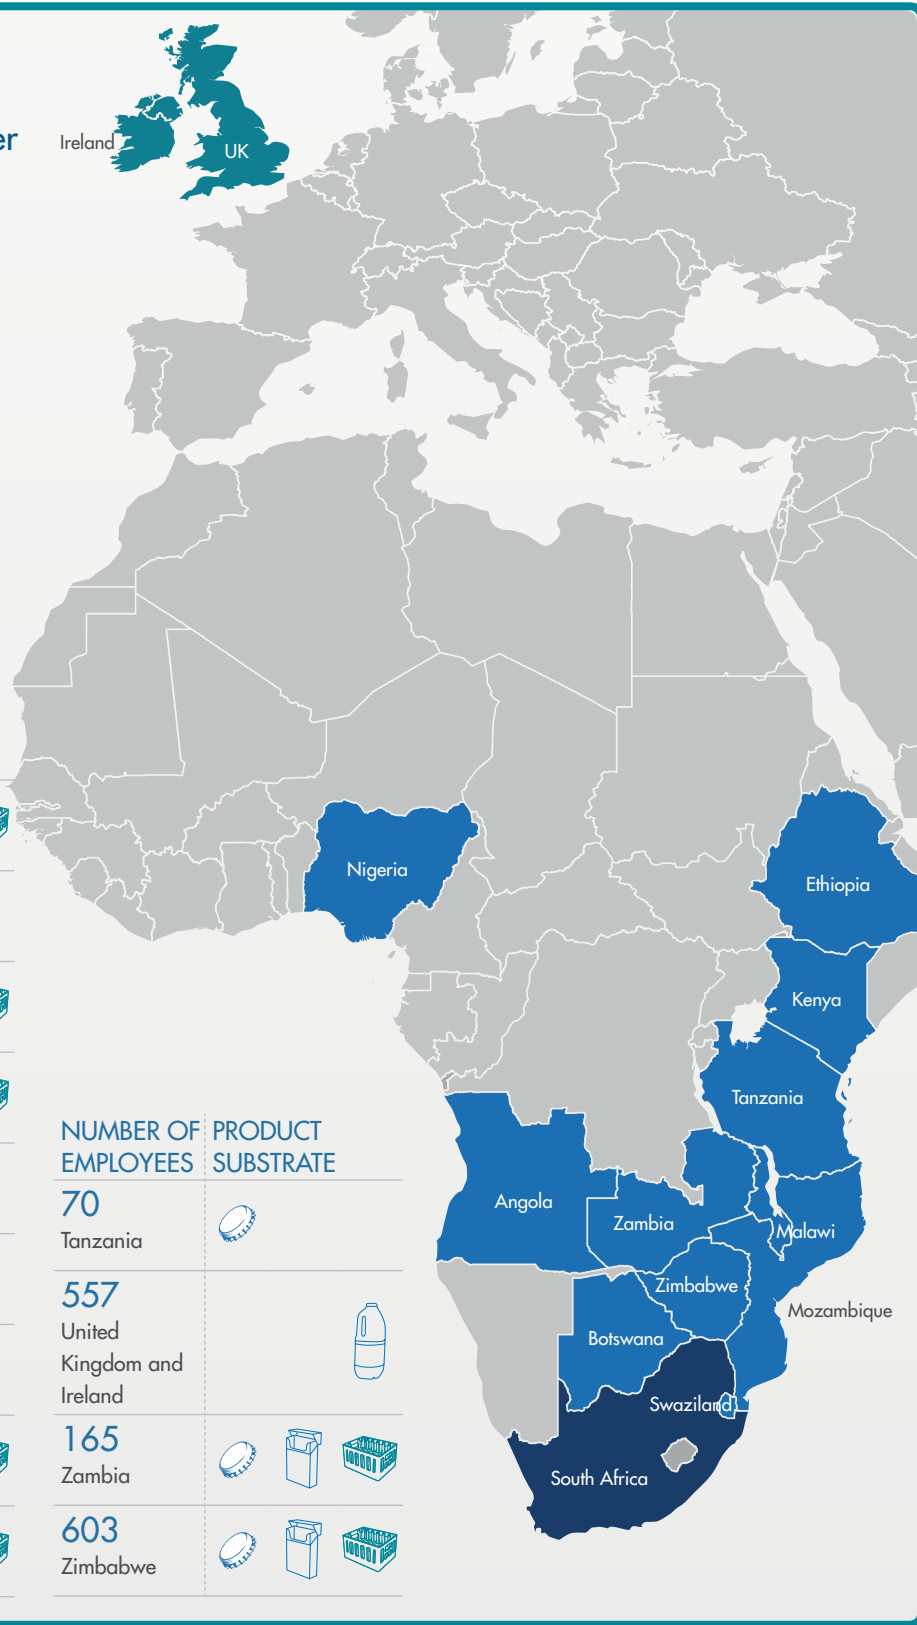 er
Ireland
UK
Nigeria
Ethiopia
Kenya
Tanzania
Angola
Zambia
Malawi
Zimbabwe
Mozambique
Botswana
Swaziland
South Africa
NUMBER OF EMPLOYEES
PRODUCT SUBSTRATE
70
Tanzania
557
United
Kingdom and
Ireland
165
Zambia
603
Zimbabwe